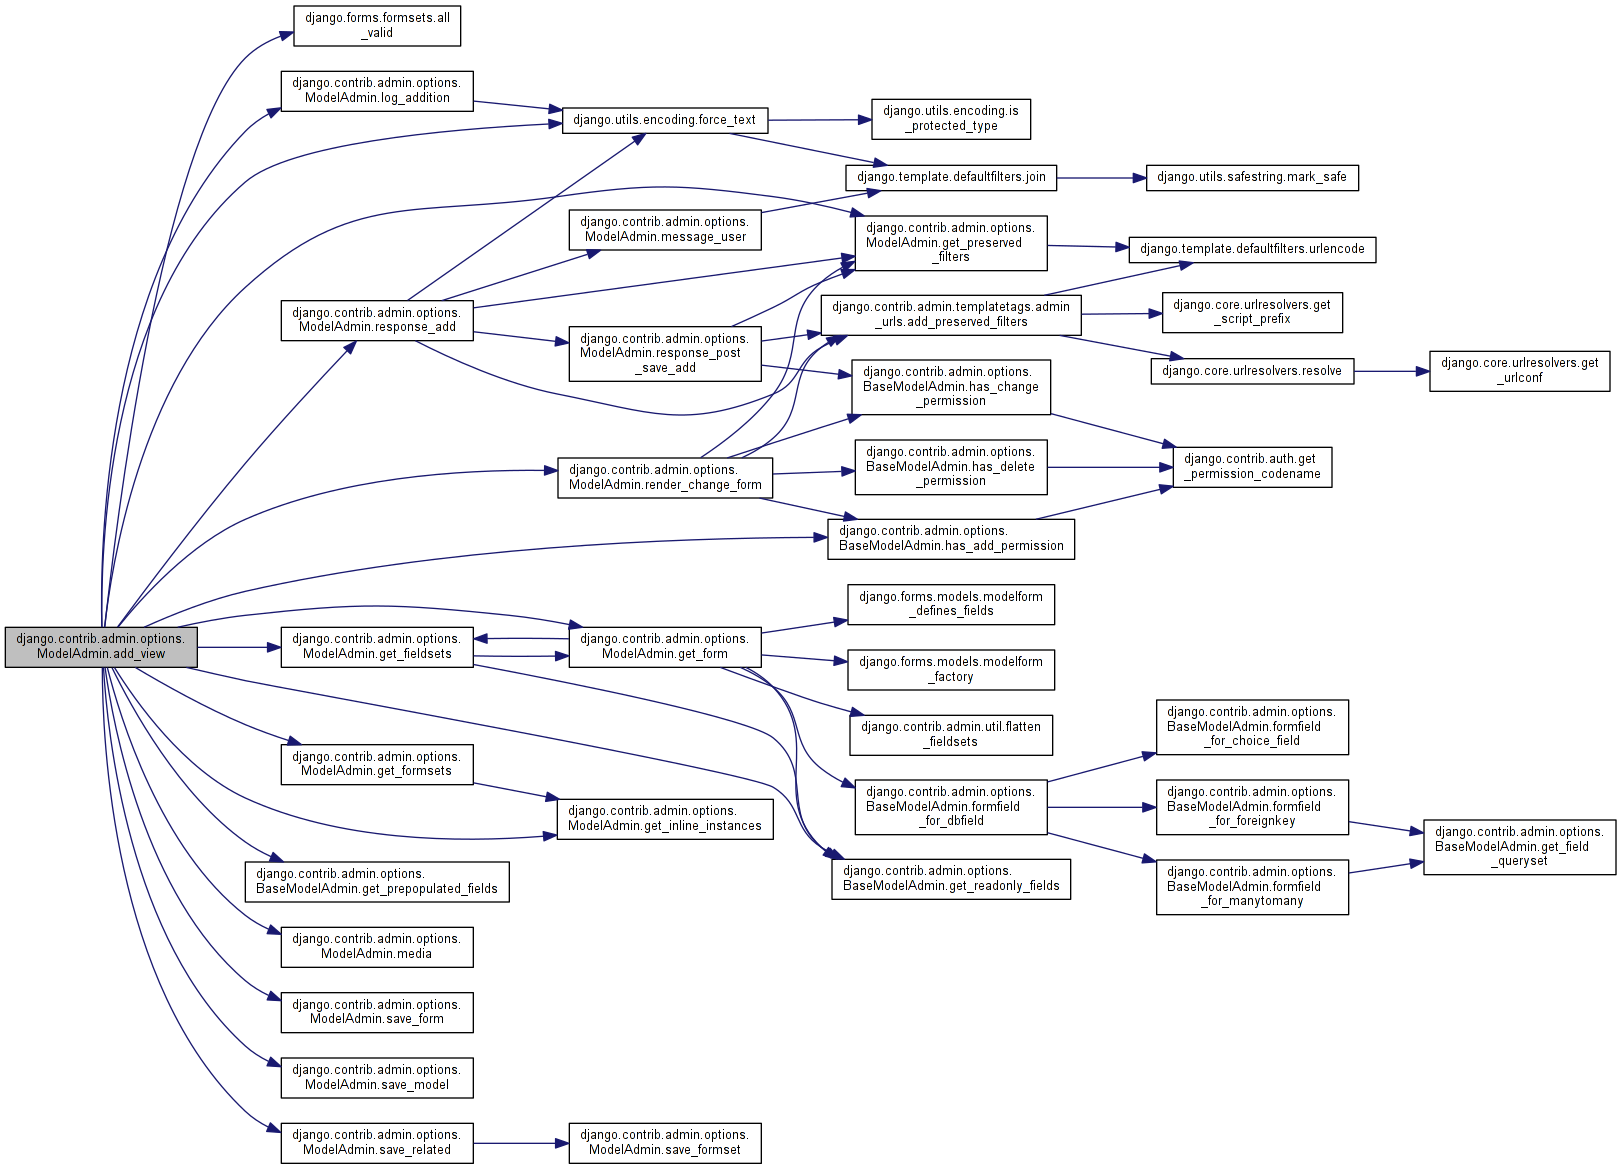 django.forms.formsets.all
_valid
django.contrib.admin.options.
ModelAdmin.log_addition
django.utils.encoding.force_text
django.utils.encoding.is
_protected_type
django.template.defaultfilters.join
django.utils.safestring.mark_safe
django.contrib.admin.options.
ModelAdmin.message_user
django.contrib.admin.options.
ModelAdmin.get_preserved
_filters
django.template.defaultfilters.urlencode
django.contrib.admin.options.
ModelAdmin.response_add
django.contrib.admin.options.
ModelAdmin.response_post
_save_add
django.contrib.admin.templatetags.admin
_urls.add_preserved_filters
django.core.urlresolvers.get
_script_prefix
django.core.urlresolvers.resolve
django.core.urlresolvers.get
_urlconf
django.contrib.admin.options.
BaseModelAdmin.has_change
_permission
django.contrib.admin.options.
ModelAdmin.render_change_form
django.contrib.admin.options.
BaseModelAdmin.has_delete
_permission
django.contrib.auth.get
_permission_codename
django.contrib.admin.options.
BaseModelAdmin.has_add_permission
django.forms.models.modelform
_defines_fields
django.contrib.admin.options.
ModelAdmin.add_view
django.contrib.admin.options.
ModelAdmin.get_fieldsets
django.contrib.admin.options.
ModelAdmin.get_form
django.forms.models.modelform
_factory
django.contrib.admin.util.flatten
_fieldsets
django.contrib.admin.options.
BaseModelAdmin.formfield
_for_choice_field
django.contrib.admin.options.
ModelAdmin.get_formsets
django.contrib.admin.options.
ModelAdmin.get_inline_instances
django.contrib.admin.options.
BaseModelAdmin.formfield
_for_dbfield
django.contrib.admin.options.
BaseModelAdmin.formfield
_for_foreignkey
django.contrib.admin.options.
BaseModelAdmin.get_field
_queryset
django.contrib.admin.options.
BaseModelAdmin.get_prepopulated_fields
django.contrib.admin.options.
BaseModelAdmin.get_readonly_fields
django.contrib.admin.options.
BaseModelAdmin.formfield
_for_manytomany
django.contrib.admin.options.
ModelAdmin.media
django.contrib.admin.options.
ModelAdmin.save_form
django.contrib.admin.options.
ModelAdmin.save_model
django.contrib.admin.options.
ModelAdmin.save_related
django.contrib.admin.options.
ModelAdmin.save_formset